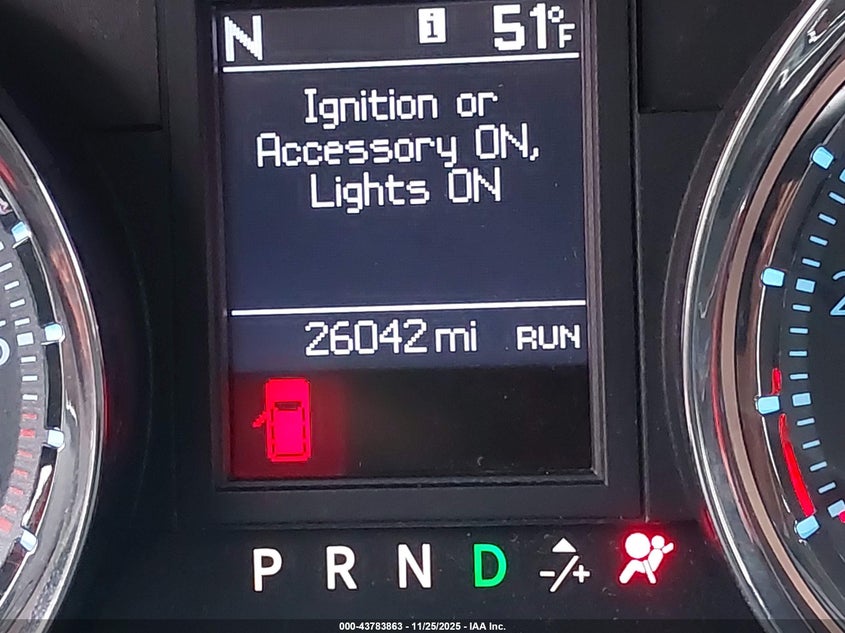 N i 51°F
Ignition or
Accessory ON,
Lights ON
26042 mi RUN
P R N D -/+
000-43783863 - 11/25/2025 - IAA Inc.